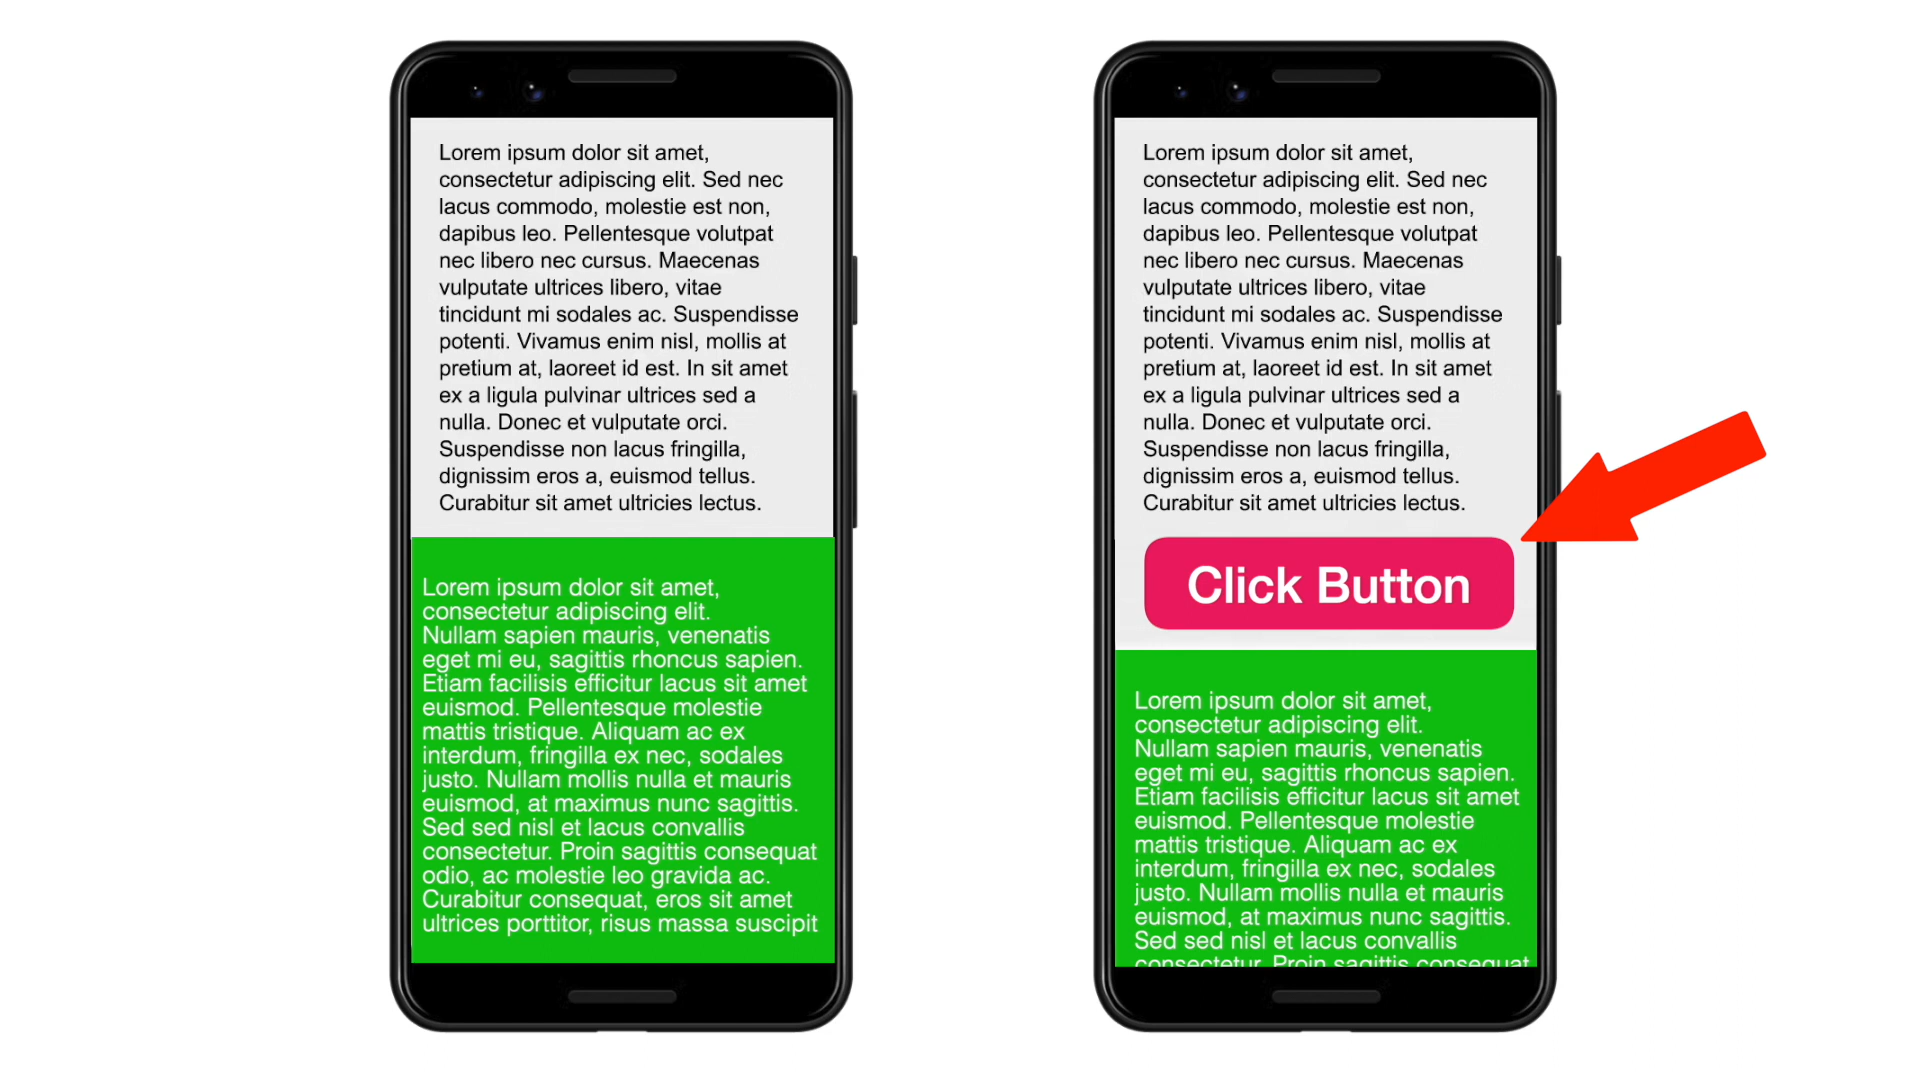 Lorem ipsum dolor sit amet,
consectetur adipiscing elit. Sed nec
lacus commodo, molestie est non,
dapibus leo. Pellentesque volutpat
nec libero nec cursus. Maecenas
vulputate ultrices libero, vitae
tincidunt mi sodales ac. Suspendisse
potenti. Vivamus enim nisl, mollis at
pretium at, laoreet id est. In sit amet
ex a ligula pulvinar ultrices sed a
nulla. Donec et vulputate orci.
Suspendisse non lacus fringilla,
dignissim eros a, euismod tellus.
Curabitur sit amet ultricies lectus.
Lorem ipsum dolor sit amet,
consectetur adipiscing elit.
Nullam sapien mauris, venenatis
eget mi eu, sagittis rhoncus sapien.
Etiam facilisis efficitur lacus sit amet
euismod. Pellentesque molestie
mattis tristique. Aliquam ac ex
interdum, fringilla ex nec, sodales
justo. Nullam mollis nulla et mauris
euismod, at maximus nunc sagittis.
Sed sed nisl et lacus convallis
consectetur. Proin sagittis consequat
odio, ac molestie leo gravida ac.
Curabitur consequat, eros sit amet
ultrices porttitor, risus massa suscipit
Lorem ipsum dolor sit amet,
consectetur adipiscing elit. Sed nec
lacus commodo, molestie est non,
dapibus leo. Pellentesque volutpat
nec libero nec cursus. Maecenas
vulputate ultrices libero, vitae
tincidunt mi sodales ac. Suspendisse
potenti. Vivamus enim nisl, mollis at
pretium at, laoreet id est. In sit amet
ex a ligula pulvinar ultrices sed a
nulla. Donec et vulputate orci.
Suspendisse non lacus fringilla,
dignissim eros a, euismod tellus.
Curabitur sit amet ultricies lectus.
Click Button
Lorem ipsum dolor sit amet,
consectetur adipiscing elit.
Nullam sapien mauris, venenatis
eget mi eu, sagittis rhoncus sapien.
Etiam facilisis efficitur lacus sit amet
euismod. Pellentesque molestie
mattis tristique. Aliquam ac ex
interdum, fringilla ex nec, sodales
justo. Nullam mollis nulla et mauris
euismod, at maximus nunc sagittis.
Sed sed nisl et lacus convallis
consectetur. Proin sagittis consequat